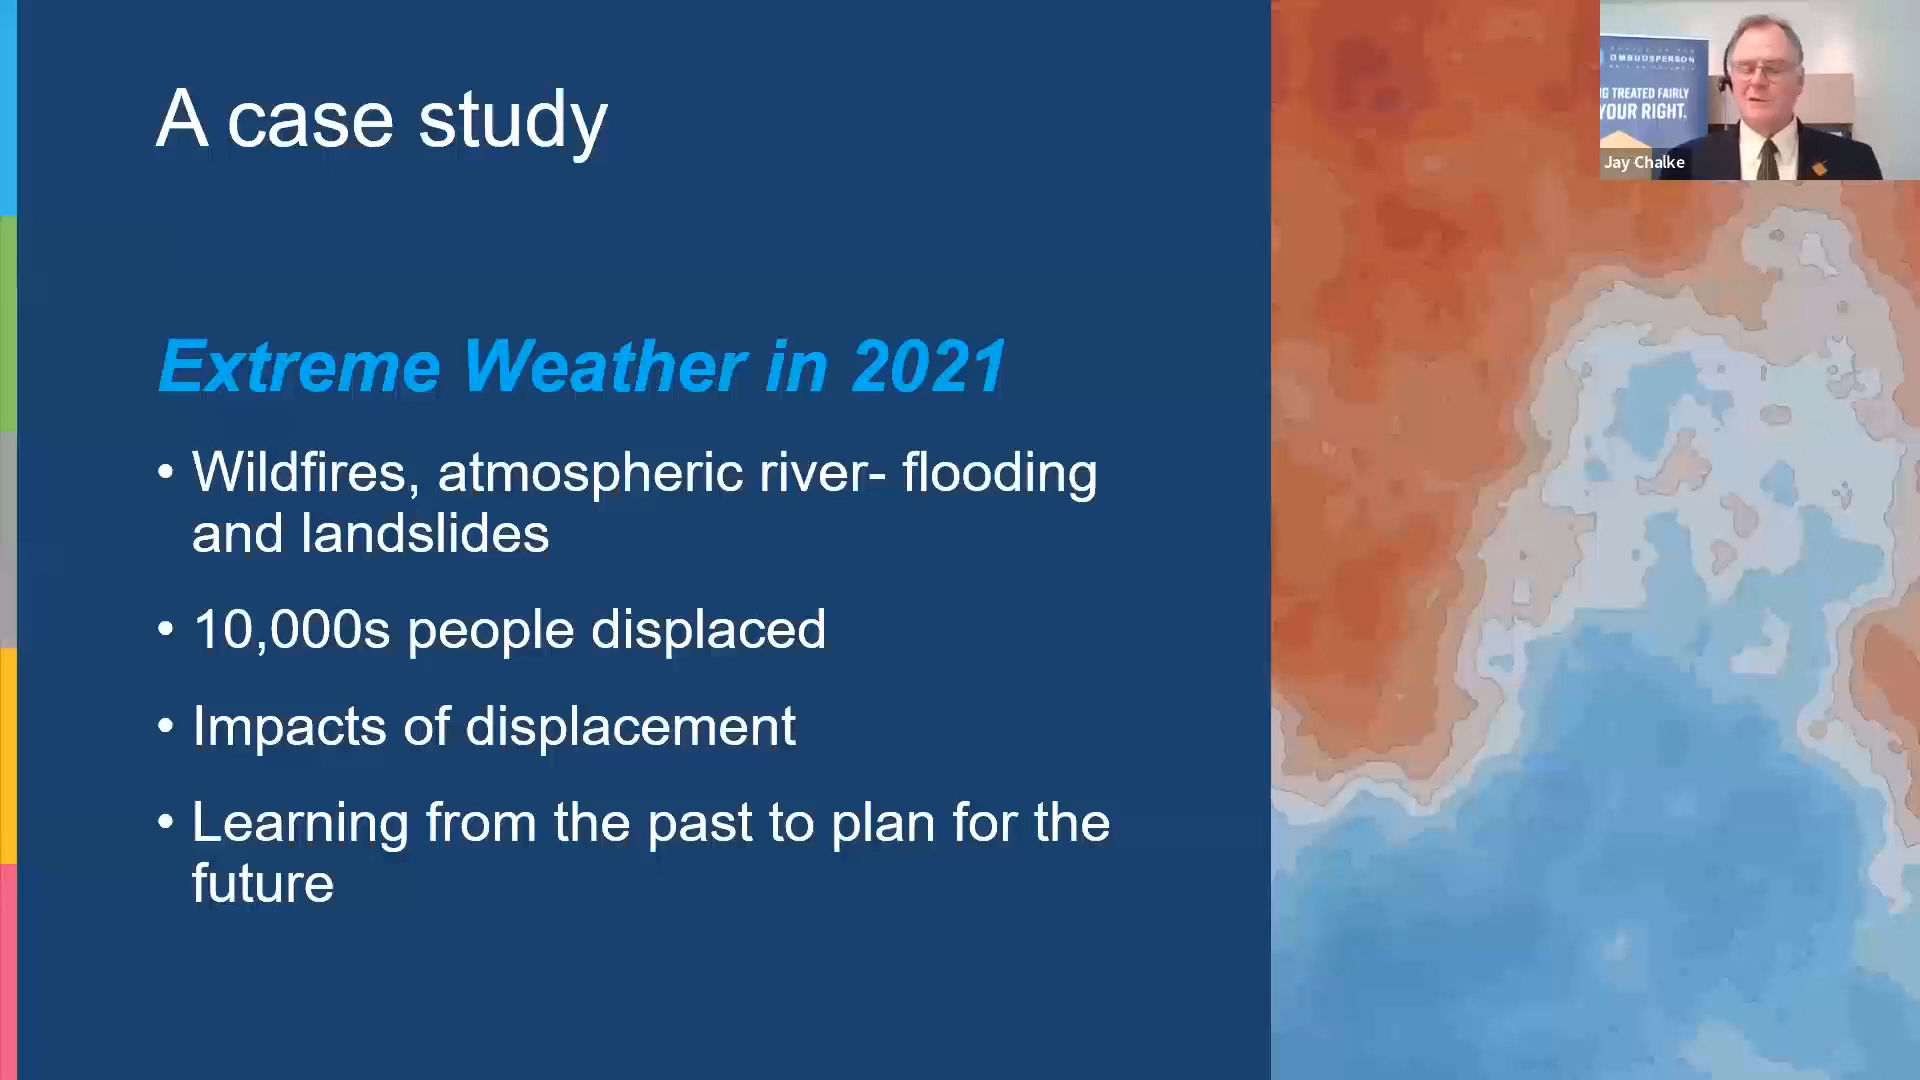 A case study
Extreme Weather in 2021
• Wildfires, atmospheric river- flooding
and landslides
• 10,000s people displaced
• Impacts of displacement
• Learning from the past to plan for the
future
OMBUDSPERSON
G TREATED FAIRLY
YOUR RIGHT.
Jay Chalke